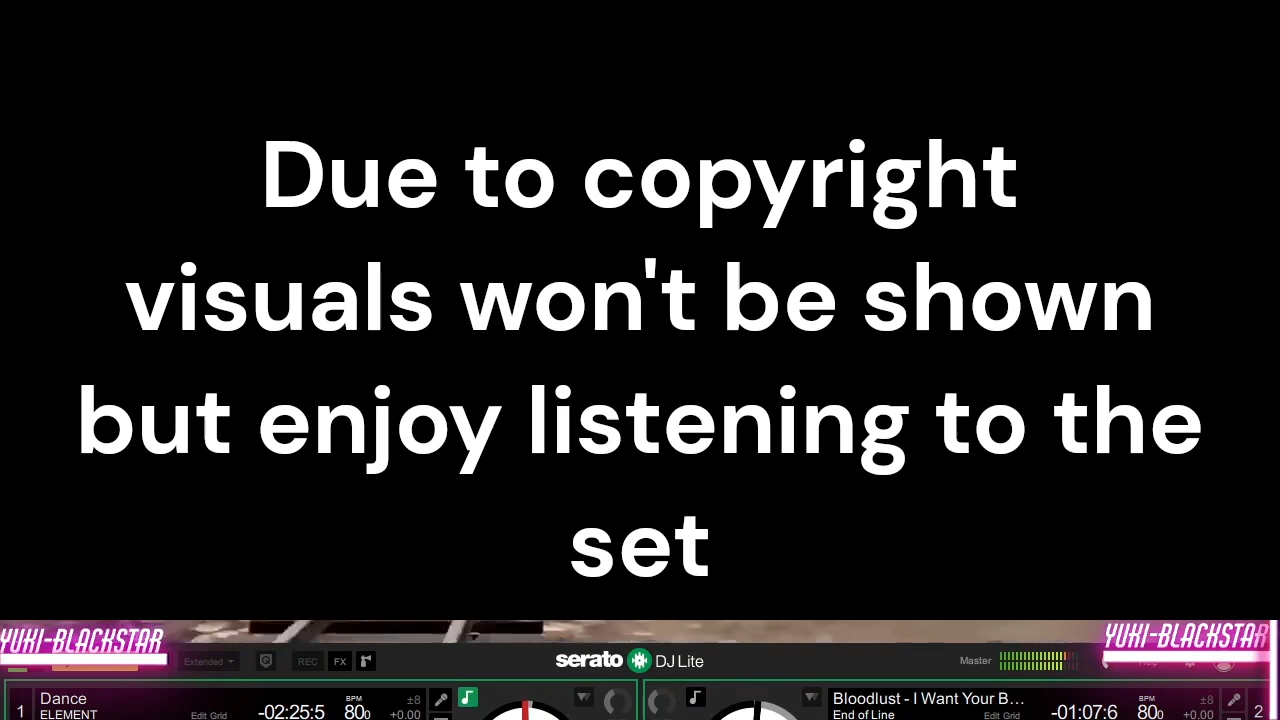 Due to copyright
visuals won't be shown
but enjoy listening to the
set
YUKI-BLACKSTAR
YUKI-BLACKSTAR
Extended REC FX serato DJ Lite Master Help
1 Dance BPM ±8 Bloodlust - I Want Your B... BPM ±8
ELEMENT Edit Grid -02:25:5 80.0 +0.00 End of Line Edit Grid -01:07:6 80.0 +0.00 2